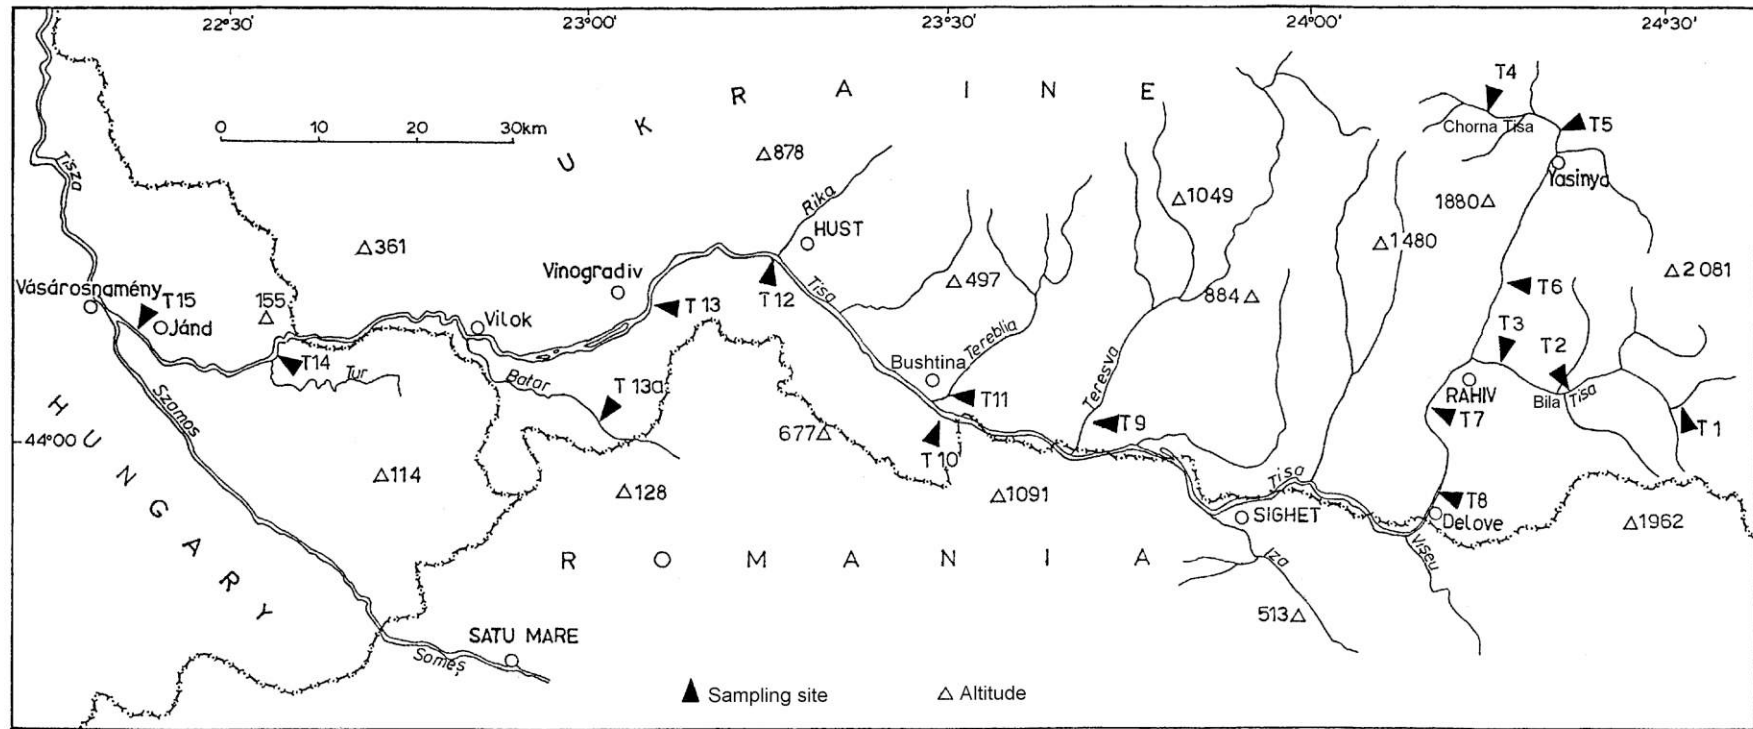 22°30' 23°00' 23°30' 24°00' 24°30'
U K R A I N E
0 10 20 30km
T4
Chorna Tisa
T5
Yasinya
878
Rika
HUST
1049
1880
1480
2 081
Tisza
361
Vinogradiv
Tisa
497
884
T6
Vásárosnamény
T15
Jánd
155
Vilok
T 13
T12
T3
T2
T14
Tur
Batar
T 13a
Bushtina
Tereblia
T11
Teresva
T9
RAHIV
Bila Tisa
T7
T1
Szamos
44°00
677
T10
H U N G A R Y
114
128
1091
Tisa
SIGHET
T8
Delove
1962
R O M A N I A
Iza
Vişeu
513
SATU MARE
Someş
Sampling site
Altitude